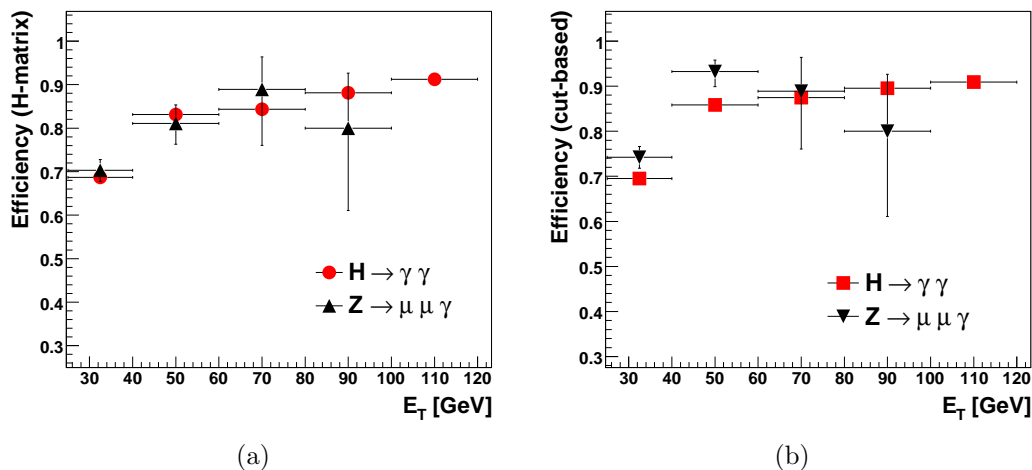 Efficiency (H-matrix)
1
0.9
0.8
0.7
0.6
0.5
0.4
0.3
H → γ γ
Z → μ μ γ
30 40 50 60 70 80 90 100 110 120
E_T [GeV]
(a)
Efficiency (cut-based)
1
0.9
0.8
0.7
0.6
0.5
0.4
0.3
H → γ γ
Z → μ μ γ
30 40 50 60 70 80 90 100 110 120
E_T [GeV]
(b)